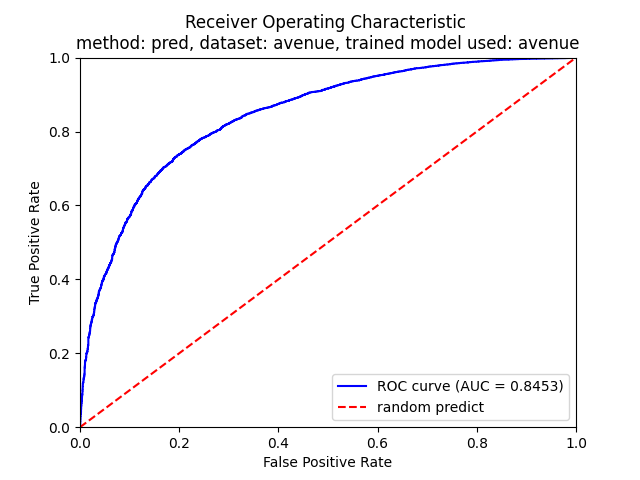 Receiver Operating Characteristic
method: pred, dataset: avenue, trained model used: avenue
1.0
0.8
0.6
0.4
0.2
0.0
True Positive Rate
ROC curve (AUC = 0.8453)
random predict
0.0 0.2 0.4 0.6 0.8 1.0
False Positive Rate